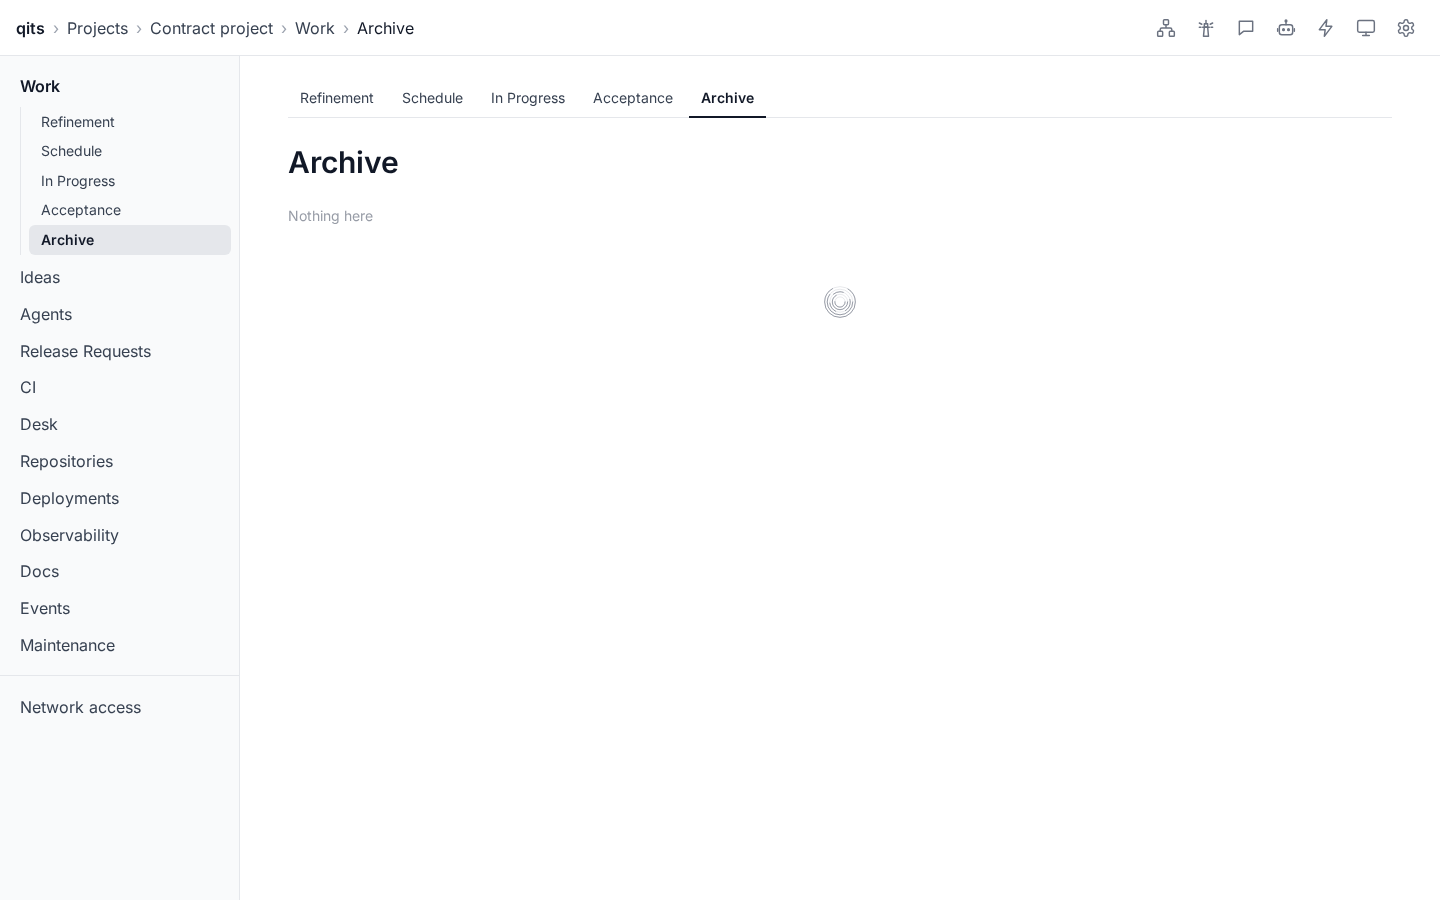 qits › Projects › Contract project › Work › Archive
Work
Refinement
Schedule
In Progress
Acceptance
Archive
Ideas
Agents
Release Requests
CI
Desk
Repositories
Deployments
Observability
Docs
Events
Maintenance
Network access
Refinement Schedule In Progress Acceptance Archive
Archive
Nothing here